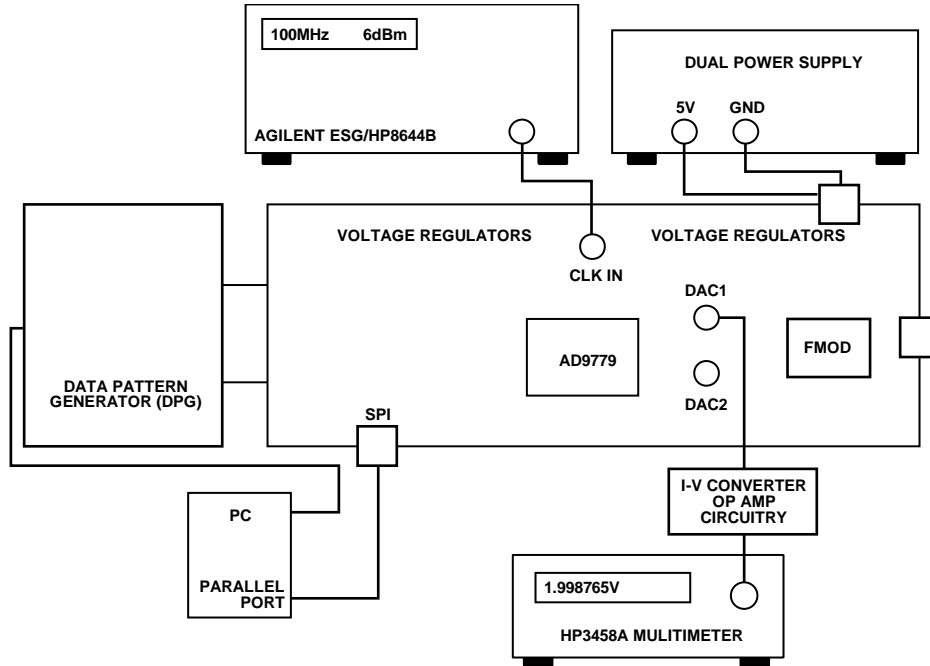 100MHz 6dBm
AGILENT ESG/HP8644B
DUAL POWER SUPPLY
5V GND
VOLTAGE REGULATORS
VOLTAGE REGULATORS
CLK IN
DAC1
AD9779
FMOD
DAC2
DATA PATTERN
GENERATOR (DPG)
SPI
I-V CONVERTER
OP AMP
CIRCUITRY
PC
PARALLEL
PORT
1.998765V
HP3458A MULITIMETER